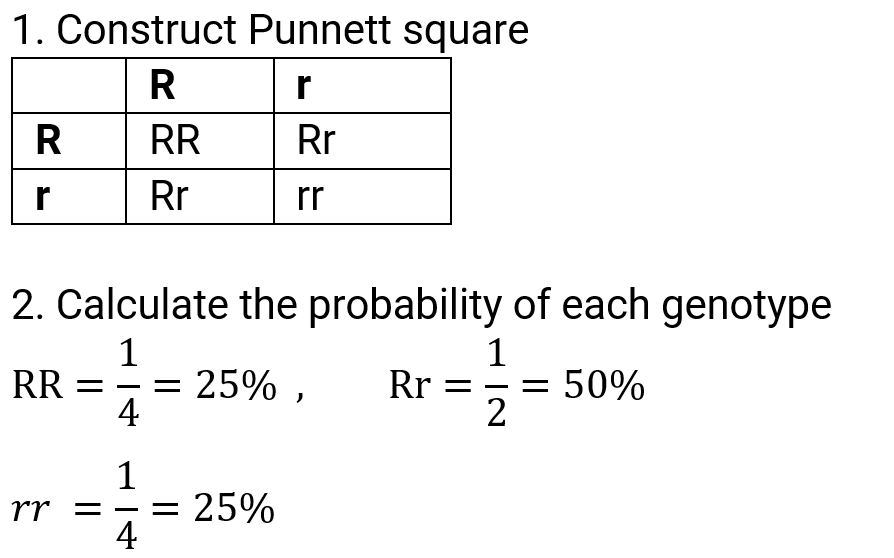 1. Construct Punnett square
R r
R RR Rr
r Rr rr
2. Calculate the probability of each genotype
RR = 1/4 = 25% , Rr = 1/2 = 50%
rr = 1/4 = 25%